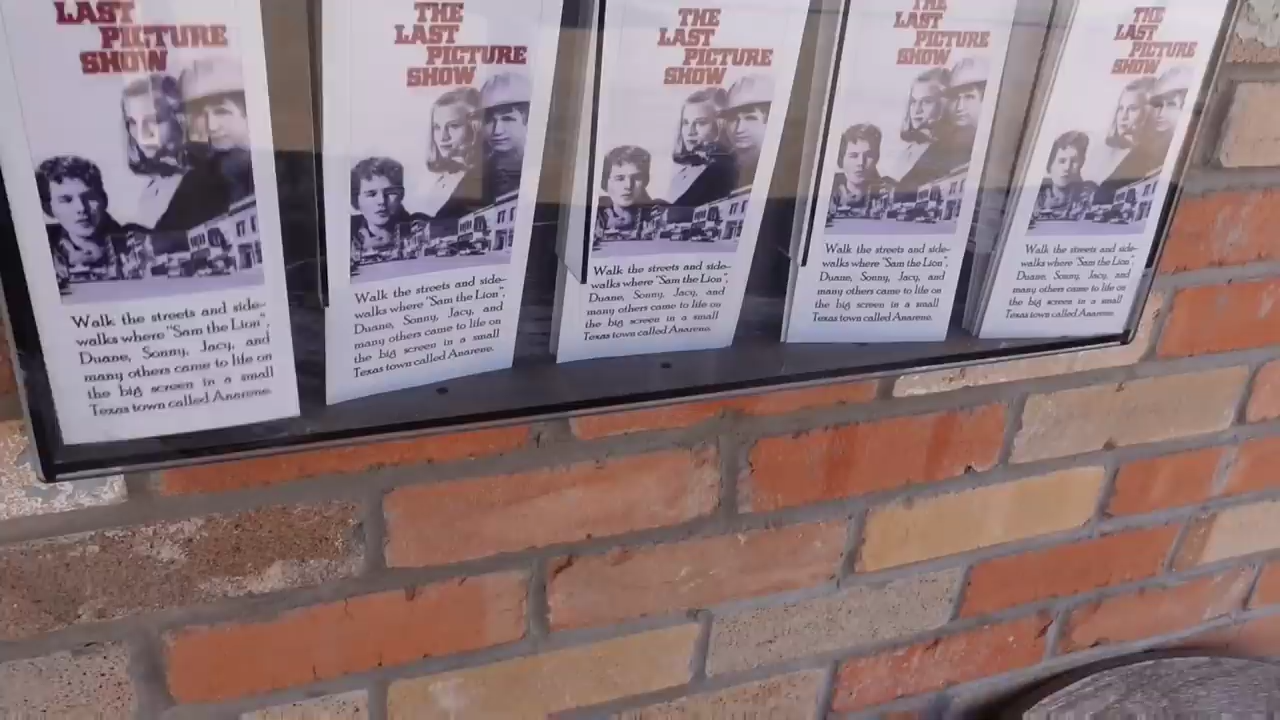 LAST
PICTURE
SHOW
Walk the streets and side-
walks where "Sam the Lion",
Duane, Sonny, Jacy, and
many others came to life on
the big screen in a small
Texas town called Anarene.
THE
LAST
PICTURE
SHOW
Walk the streets and side-
walks where "Sam the Lion",
Duane, Sonny, Jacy, and
many others came to life on
the big screen in a small
Texas town called Anarene.
THE
LAST
PICTURE
SHOW
Walk the streets and side-
walks where "Sam the Lion",
Duane, Sonny, Jacy, and
many others came to life on
the big screen in a small
Texas town called Anarene.
THE
LAST
PICTURE
SHOW
Walk the streets and side-
walks where "Sam the Lion",
Duane, Sonny, Jacy, and
many others came to life on
the big screen in a small
Texas town called Anarene.
THE
LAST
PICTURE
SHOW
Walk the streets and side-
walks where "Sam the Lion",
Duane, Sonny, Jacy, and
many others came to life on
the big screen in a small
Texas town called Anarene.